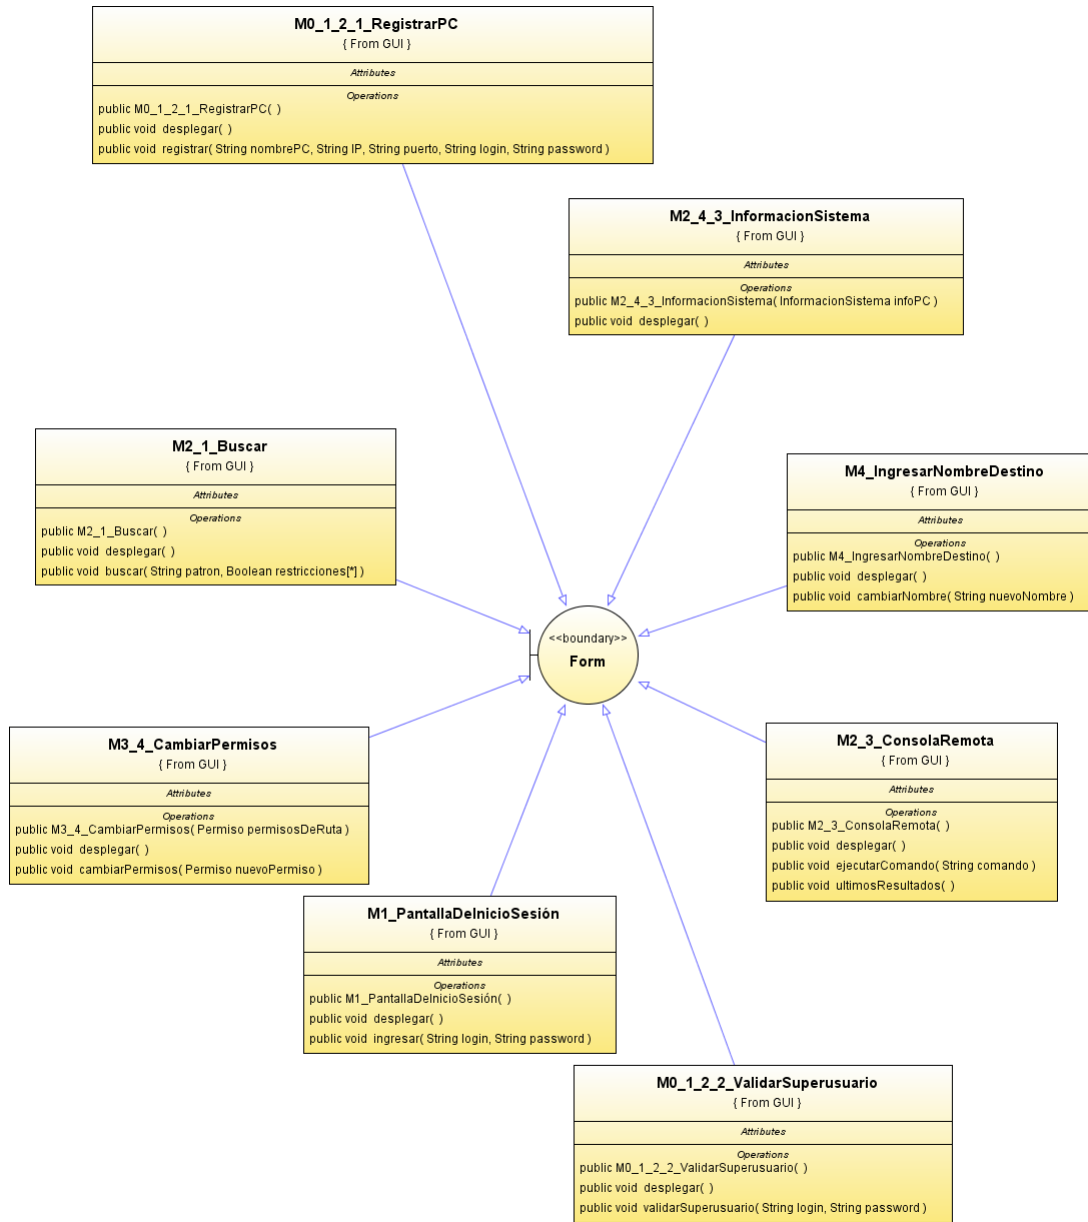 M0_1_2_1_RegistrarPC
{ From GUI }
Attributes
Operations
public M0_1_2_1_RegistrarPC( )
public void desplegar( )
public void registrar( String nombrePC, String IP, String puerto, String login, String password )
M2_4_3_InformacionSistema
{ From GUI }
Attributes
Operations
public M2_4_3_InformacionSistema( InformacionSistema infoPC )
public void desplegar( )
M2_1_Buscar
{ From GUI }
Attributes
Operations
public M2_1_Buscar( )
public void desplegar( )
public void buscar( String patron, Boolean restricciones[*] )
M4_IngresarNombreDestino
{ From GUI }
Attributes
Operations
public M4_IngresarNombreDestino( )
public void desplegar( )
public void cambiarNombre( String nuevoNombre )
<<boundary>>
Form
M3_4_CambiarPermisos
{ From GUI }
Attributes
Operations
public M3_4_CambiarPermisos( Permiso permisosDeRuta )
public void desplegar( )
public void cambiarPermisos( Permiso nuevoPermiso )
M2_3_ConsolaRemota
{ From GUI }
Attributes
Operations
public M2_3_ConsolaRemota( )
public void desplegar( )
public void ejecutarComando( String comando )
public void ultimosResultados( )
M1_PantallaDeInicioSesión
{ From GUI }
Attributes
Operations
public M1_PantallaDeInicioSesión( )
public void desplegar( )
public void ingresar( String login, String password )
M0_1_2_2_ValidarSuperusuario
{ From GUI }
Attributes
Operations
public M0_1_2_2_ValidarSuperusuario( )
public void desplegar( )
public void validarSuperusuario( String login, String password )